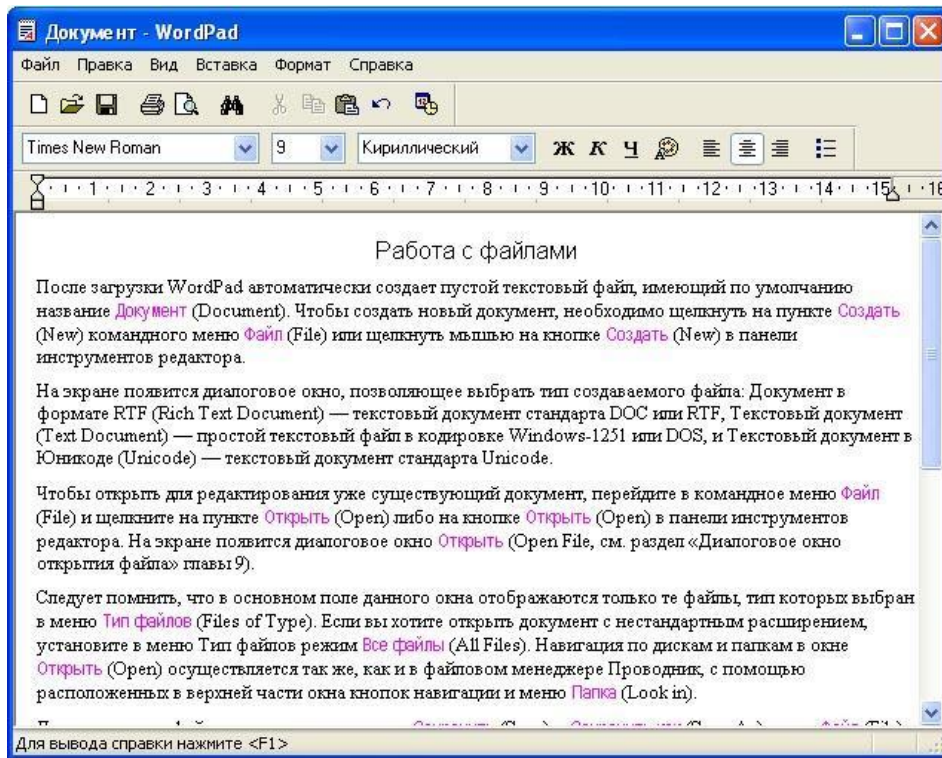 Документ - WordPad
Файл Правка Вид Вставка Формат Справка
Times New Roman 9 Кириллический Ж К Ч
1 2 3 4 5 6 7 8 9 10 11 12 13 14 15 16
Работа с файлами
После загрузки WordPad автоматически создает пустой текстовый файл, имеющий по умолчанию
название Документ (Document). Чтобы создать новый документ, необходимо щелкнуть на пункте Создать
(New) командного меню Файл (File) или щелкнуть мышью на кнопке Создать (New) в панели
инструментов редактора.
На экране появится диалоговое окно, позволяющее выбрать тип создаваемого файла: Документ в
формате RTF (Rich Text Document) — текстовый документ стандарта DOC или RTF, Текстовый документ
(Text Document) — простой текстовый файл в кодировке Windows-1251 или DOS, и Текстовый документ в
Юникоде (Unicode) — текстовый документ стандарта Unicode.
Чтобы открыть для редактирования уже существующий документ, перейдите в командное меню Файл
(File) и щелкните на пункте Открыть (Open) либо на кнопке Открыть (Open) в панели инструментов
редактора. На экране появится диалоговое окно Открыть (Open File, см. раздел «Диалоговое окно
открытия файла» главы 9).
Следует помнить, что в основном поле данного окна отображаются только те файлы, тип которых выбран
в меню Тип файлов (Files of Type). Если вы хотите открыть документ с нестандартным расширением,
установите в меню Тип файлов режим Все файлы (All Files). Навигация по дискам и папкам в окне
Открыть (Open) осуществляется так же, как и в файловом менеджере Проводник, с помощью
расположенных в верхней части окна кнопок навигации и меню Папка (Look in).
Для вывода справки нажмите <F1>